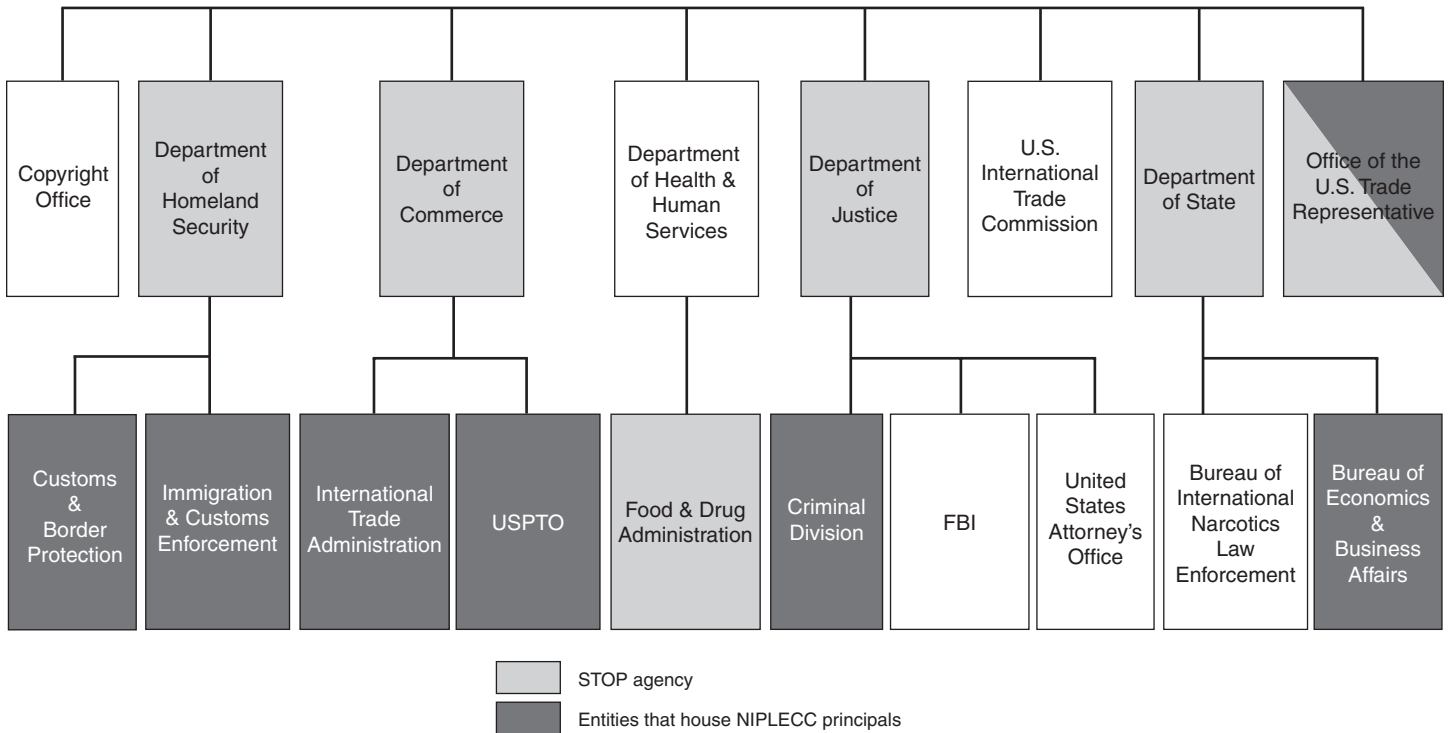 Copyright
Office
Department
of
Homeland
Security
Department
of
Commerce
Department
of Health &
Human
Services
Department
of
Justice
U.S.
International
Trade
Commission
Department
of State
Office of the
U.S. Trade
Representative
Customs
&
Border
Protection
Immigration
& Customs
Enforcement
International
Trade
Administration
USPTO
Food & Drug
Administration
Criminal
Division
FBI
United
States
Attorney's
Office
Bureau of
International
Narcotics
Law
Enforcement
Bureau of
Economics
&
Business
Affairs
STOP agency
Entities that house NIPLECC principals